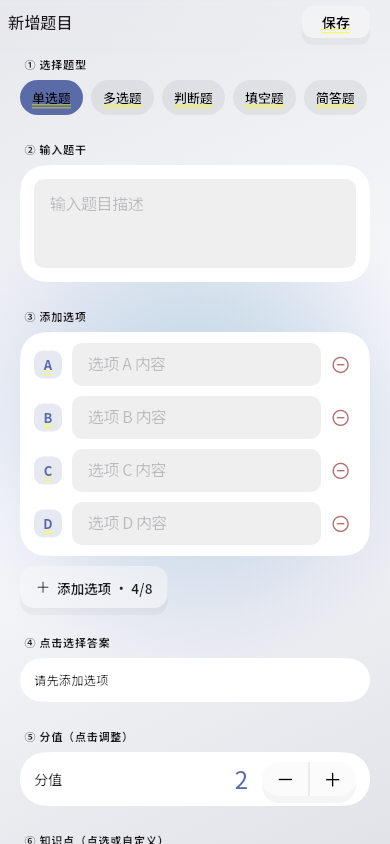 新增题目
保存
① 选择题型
单选题 多选题 判断题 填空题 简答题
② 输入题干
输入题目描述
③ 添加选项
A 选项 A 内容
B 选项 B 内容
C 选项 C 内容
D 选项 D 内容
+ 添加选项 · 4/8
④ 点击选择答案
请先添加选项
⑤ 分值（点击调整）
分值 2 − +
⑥ 知识点（点选或自定义）